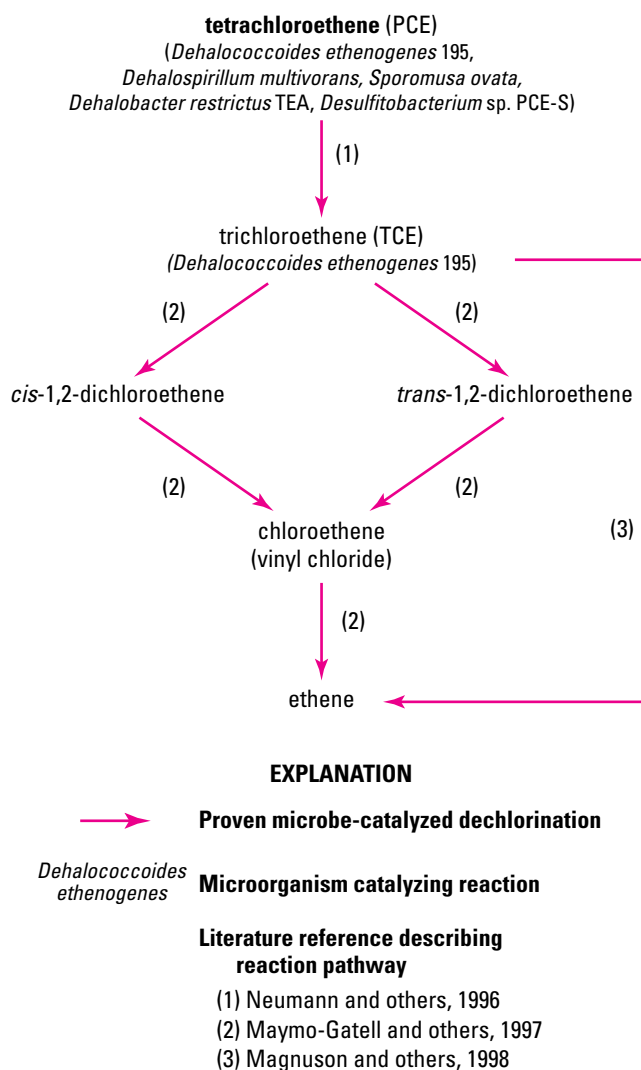 tetrachloroethene (PCE)
(Dehalococcoides ethenogenes 195,
Dehalospirillum multivorans, Sporomusa ovata,
Dehalobacter restrictus TEA, Desulfitobacterium sp. PCE-S)
(1)
trichloroethene (TCE)
(Dehalococcoides ethenogenes 195)
(2) (2)
cis-1,2-dichloroethene trans-1,2-dichloroethene
(2) (2)
chloroethene
(vinyl chloride)
(3)
(2)
ethene
EXPLANATION
Proven microbe-catalyzed dechlorination
Dehalococcoides
ethenogenes
Microorganism catalyzing reaction
Literature reference describing
reaction pathway
(1) Neumann and others, 1996
(2) Maymo-Gatell and others, 1997
(3) Magnuson and others, 1998